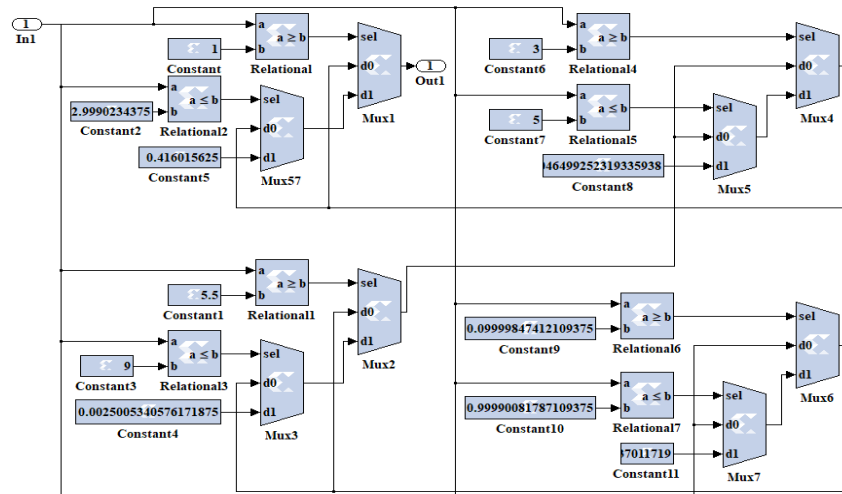 1
In1
a
b
a ≥ b
Relational
1
Constant
sel
d0
d1
Mux1
1
Out1
2.9990234375
Constant2
a
b
a ≤ b
Relational2
0.416015625
Constant5
sel
d0
d1
Mux57
3
Constant6
a
b
a ≥ b
Relational4
sel
d0
d1
Mux4
5
Constant7
a
b
a ≤ b
Relational5
)464992523193359 38
Constant8
sel
d0
d1
Mux5
5.5
Constant1
a
b
a ≥ b
Relational1
sel
d0
d1
Mux2
9
Constant3
a
b
a ≤ b
Relational3
0.0025005340576171875
Constant4
sel
d0
d1
Mux3
0.09999847412109375
Constant9
a
b
a ≥ b
Relational6
sel
d0
d1
Mux6
0.99990081787109375
Constant10
a
b
a ≤ b
Relational7
37011719
Constant11
sel
d0
d1
Mux7